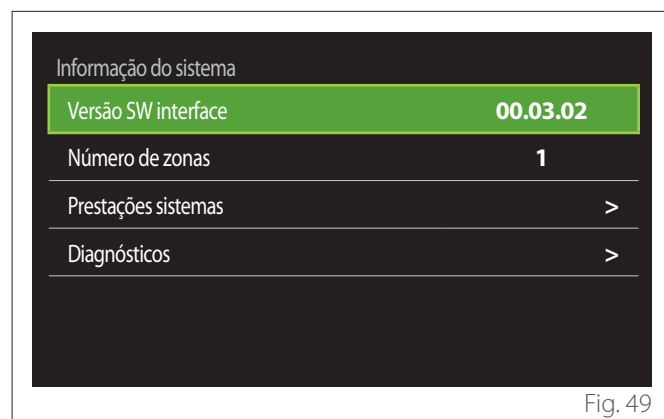 Informação do sistema
Versão SW interface 00.03.02
Número de zonas 1
Prestações sistemas >
Diagnósticos >
Fig. 49